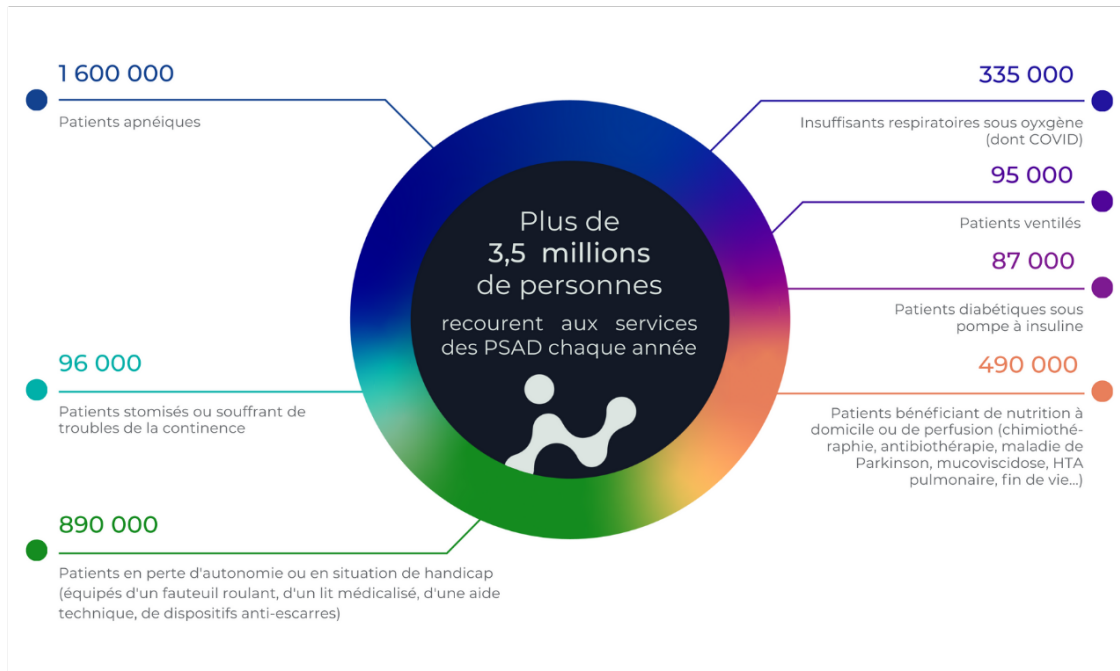 1 600 000
Patients apnéiques
96 000
Patients stomisés ou souffrant de
troubles de la continence
890 000
Patients en perte d'autonomie ou en situation de handicap
(équipés d'un fauteuil roulant, d'un lit médicalisé, d'une aide
technique, de dispositifs anti-escarres)
Plus de
3,5 millions
de personnes
recourent aux services
des PSAD chaque année
335 000
Insuffisants respiratoires sous oyxgène
(dont COVID)
95 000
Patients ventilés
87 000
Patients diabétiques sous
pompe à insuline
490 000
Patients bénéficiant de nutrition à
domicile ou de perfusion (chimiothé-
raphie, antibiothérapie, maladie de
Parkinson, mucoviscidose, HTA
pulmonaire, fin de vie...)